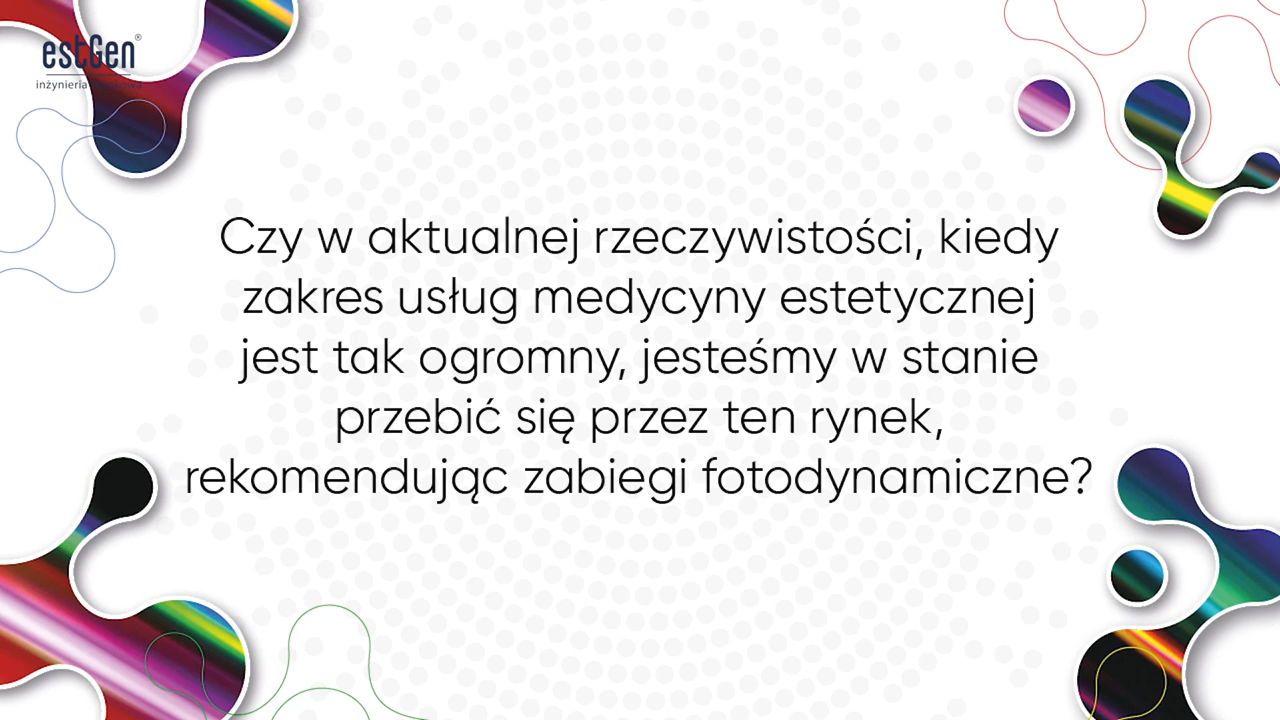 estGen®
inżynieria
Czy w aktualnej rzeczywistości, kiedy
zakres usług medycyny estetycznej
jest tak ogromny, jesteśmy w stanie
przebić się przez ten rynek,
rekomendując zabiegi fotodynamiczne?